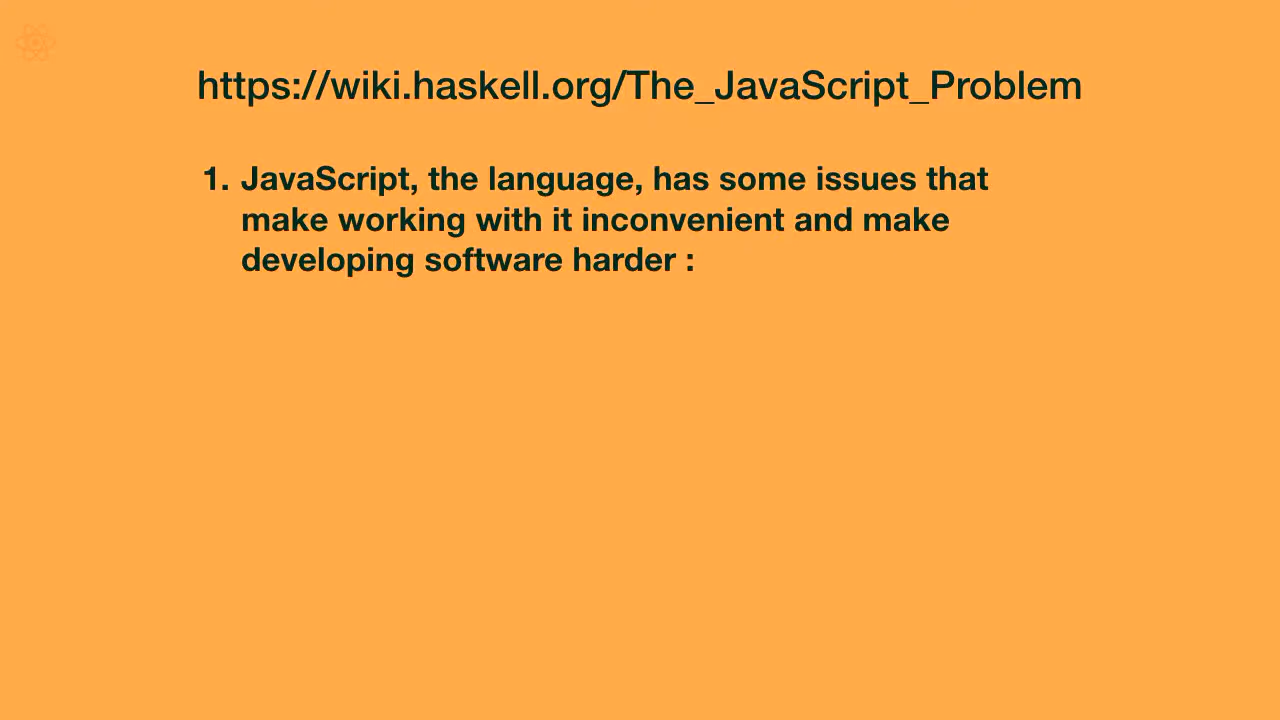 https://wiki.haskell.org/The_JavaScript_Problem
1. JavaScript, the language, has some issues that
make working with it inconvenient and make
developing software harder :